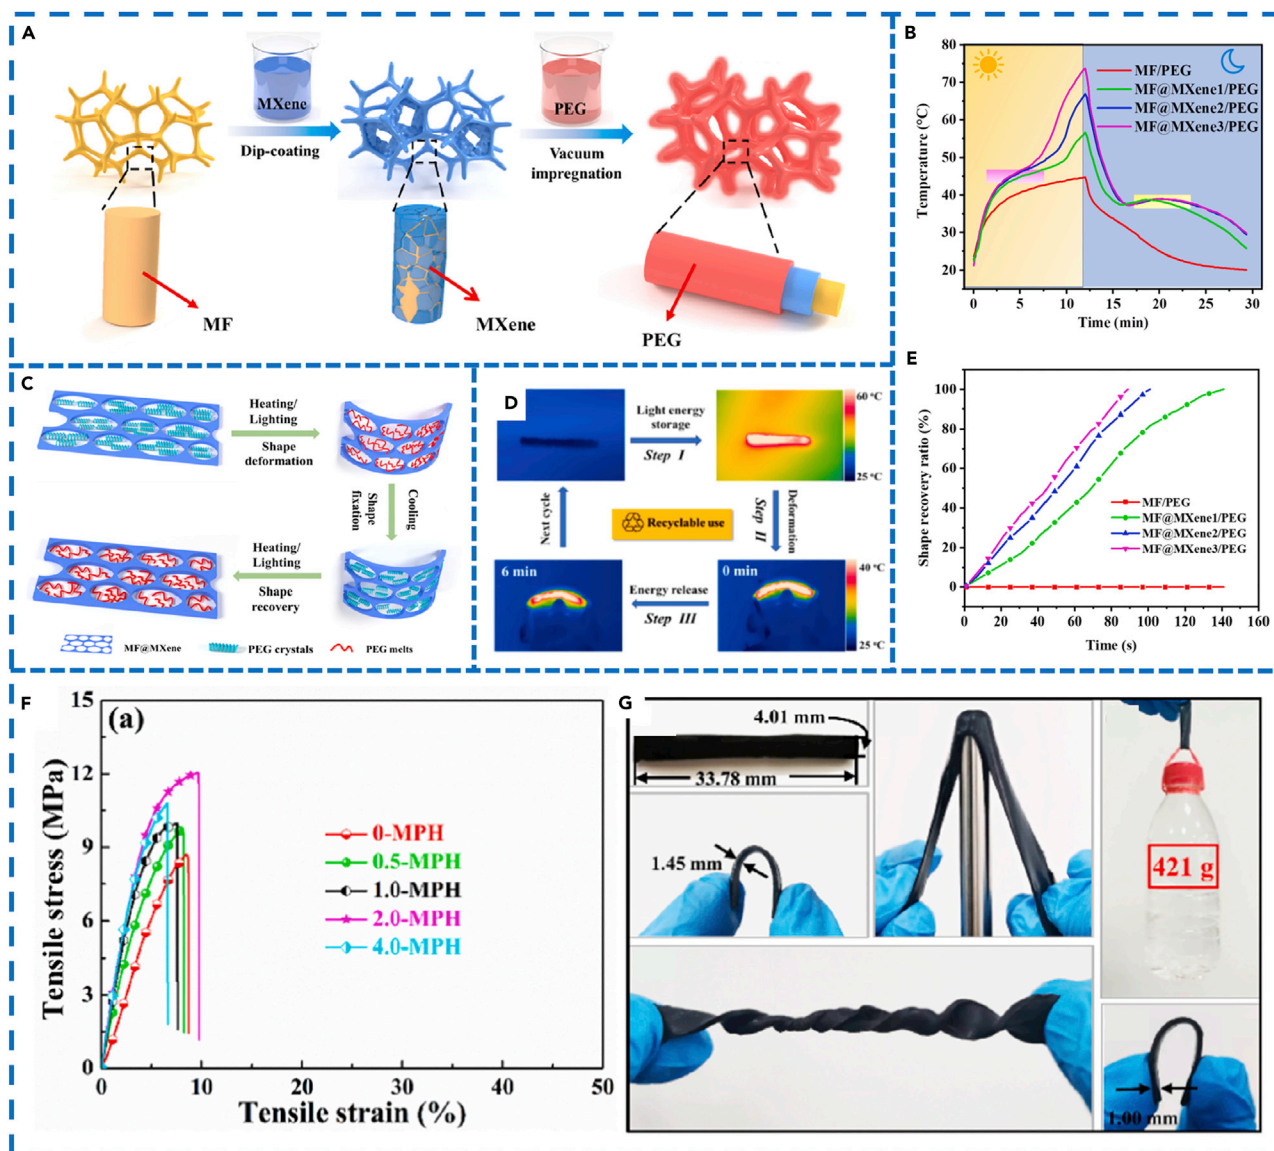 A
MXene
Dip-coating
PEG
Vacuum
impregnation
MF
MXene
PEG
B
Temperature (°C)
80
70
60
50
40
30
20
MF/PEG
MF@MXene1/PEG
MF@MXene2/PEG
MF@MXene3/PEG
0
5
10
15
20
25
30
Time (min)
C
Heating/
Lighting
Shape
deformation
Cooling
Shape
fixation
Heating/
Lighting
Shape
recovery
MF@MXene
PEG crystals
PEG melts
D
Light energy
storage
Step I
60 °C
25 °C
Next cycle
Recyclable use
Deformation
Step II
6 min
Energy release
Step III
0 min
40 °C
25 °C
E
Shape recovery ratio (%)
100
80
60
40
20
0
MF/PEG
MF@MXene1/PEG
MF@MXene2/PEG
MF@MXene3/PEG
0
20
40
60
80
100
120
140
160
Time (s)
F
(a)
Tensile stress (MPa)
15
12
9
6
3
0
0-MPH
0.5-MPH
1.0-MPH
2.0-MPH
4.0-MPH
0
10
20
30
40
50
Tensile strain (%)
G
4.01 mm
33.78 mm
1.45 mm
421 g
1.00 mm